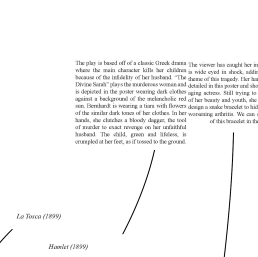 The play is based off of a classic Greek drama
where the main character kills her children
because of the infidelity of her husband. "The
Divine Sarah" plays the murderous woman and
is depicted in the poster wearing dark clothes
against a background of the melancholic red
sun. Bernhardt is wearing a tiara with flowers
of the similar dark tones of her clothes. In her
hands, she clutches a bloody dagger, the tool
of murder to exact revenge on her unfaithful
husband. The child, green and lifeless, is
crumpled at her feet, as if tossed to the ground.
The viewer has caught her in
is wide eyed in shock, addin
theme of this tragedy. Her han
detailed in this poster and sho
aging actress. Still trying to
of her beauty and youth, she
design a snake bracelet to hid
worsening arthritis. We can s
of this bracelet in th
La Tosca (1899)
Hamlet (1899)